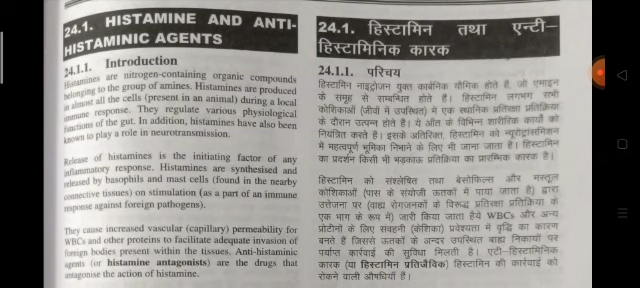 24.1. HISTAMINE AND ANTI-
HISTAMINIC AGENTS
24.1.1. Introduction
Histamines are nitrogen-containing organic compounds
belonging to the group of amines. Histamines are produced
in almost all the cells (present in an animal) during a local
immune response. They regulate various physiological
functions of the gut. In addition, histamines have also been
known to play a role in neurotransmission.
Release of histamines is the initiating factor of any
inflammatory response. Histamines are synthesised and
released by basophils and mast cells (found in the nearby
connective tissues) on stimulation (as a part of an immune
response against foreign pathogens).
They cause increased vascular (capillary) permeability for
WBCs and other proteins to facilitate adequate invasion of
foreign bodies present within the tissues. Anti-histaminic
agents (or histamine antagonists) are the drugs that
antagonise the action of histamine.
24.1. हिस्टामिन तथा एन्टी-
हिस्टामिनिक कारक
24.1.1. परिचय
हिस्टामिन नाइट्रोजन युक्त कार्बनिक यौगिक होते हैं, जो एमाइन
के समूह से सम्बन्धित होते हैं। हिस्टामिन लगभग सभी
कोशिकाओं (जीवों में उपस्थित) में एक स्थानिक प्रतिरक्षा प्रतिक्रिया
के दौरान उत्पन्न होते हैं। ये आँत के विभिन्न शारीरिक कार्यों को
नियंत्रित करते हैं। इसके अतिरिक्त, हिस्टामिन को न्यूरोट्रांसमिशन
में महत्वपूर्ण भूमिका निभाने के लिए भी जाना जाता है। हिस्टामिन
का प्रदर्शन किसी भी भड़काऊ प्रतिक्रिया का प्रारम्भिक कारक है।
हिस्टामिन को संश्लेषित तथा बेसोफिल्स और मस्तूल
कोशिकाओं (पास के संयोजी ऊतकों में पाया जाता है) द्वारा
उत्तेजना पर (वाह्य रोगजनकों के विरुद्ध प्रतिरक्षा प्रतिक्रिया के
एक भाग के रूप में) जारी किया जाता है। ये WBCs और अन्य
प्रोटीनों के लिए संवहनी (केशिका) प्रवेश्यता में वृद्धि का कारण
बनते हैं जिससे ऊतकों के अन्दर उपस्थित बाह्य निकायों पर
पर्याप्त कार्रवाई की सुविधा मिलती है। एंटी-हिस्टामिनिक
कारक (या हिस्टामिन प्रतिजैविक) हिस्टामिन की कार्रवाई को
रोकने वाली औषधियाँ हैं।